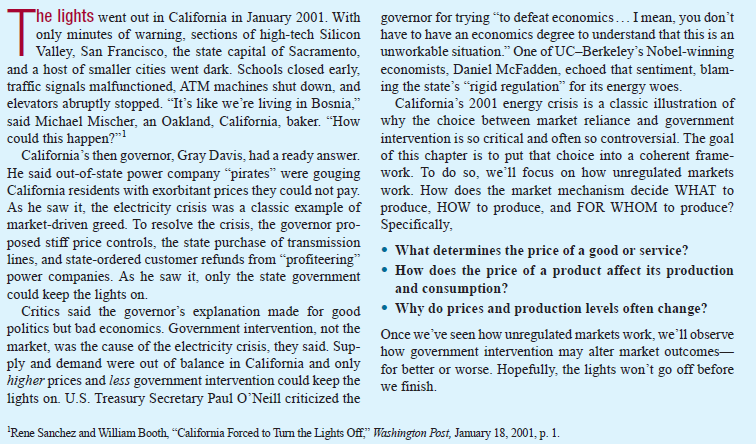 The lights went out in California in January 2001. With
only minutes of warning, sections of high-tech Silicon
Valley, San Francisco, the state capital of Sacramento,
and a host of smaller cities went dark. Schools closed early,
traffic signals malfunctioned, ATM machines shut down, and
elevators abruptly stopped. “It’s like we’re living in Bosnia,”
said Michael Mischer, an Oakland, California, baker. “How
could this happen?”¹
California’s then governor, Gray Davis, had a ready answer.
He said out-of-state power company “pirates” were gouging
California residents with exorbitant prices they could not pay.
As he saw it, the electricity crisis was a classic example of
market-driven greed. To resolve the crisis, the governor pro-
posed stiff price controls, the state purchase of transmission
lines, and state-ordered customer refunds from “profiteering”
power companies. As he saw it, only the state government
could keep the lights on.
Critics said the governor’s explanation made for good
politics but bad economics. Government intervention, not the
market, was the cause of the electricity crisis, they said. Sup-
ply and demand were out of balance in California and only
higher prices and less government intervention could keep the
lights on. U.S. Treasury Secretary Paul O’Neill criticized the
governor for trying “to defeat economics… I mean, you don’t
have to have an economics degree to understand that this is an
unworkable situation.” One of UC–Berkeley’s Nobel-winning
economists, Daniel McFadden, echoed that sentiment, blam-
ing the state’s “rigid regulation” for its energy woes.
California’s 2001 energy crisis is a classic illustration of
why the choice between market reliance and government
intervention is so critical and often so controversial. The goal
of this chapter is to put that choice into a coherent frame-
work. To do so, we’ll focus on how unregulated markets
work. How does the market mechanism decide WHAT to
produce, HOW to produce, and FOR WHOM to produce?
Specifically,
• What determines the price of a good or service?
• How does the price of a product affect its production
and consumption?
• Why do prices and production levels often change?
Once we’ve seen how unregulated markets work, we’ll observe
how government intervention may alter market outcomes—
for better or worse. Hopefully, the lights won’t go off before
we finish.
¹Rene Sanchez and William Booth, “California Forced to Turn the Lights Off,” Washington Post, January 18, 2001, p. 1.